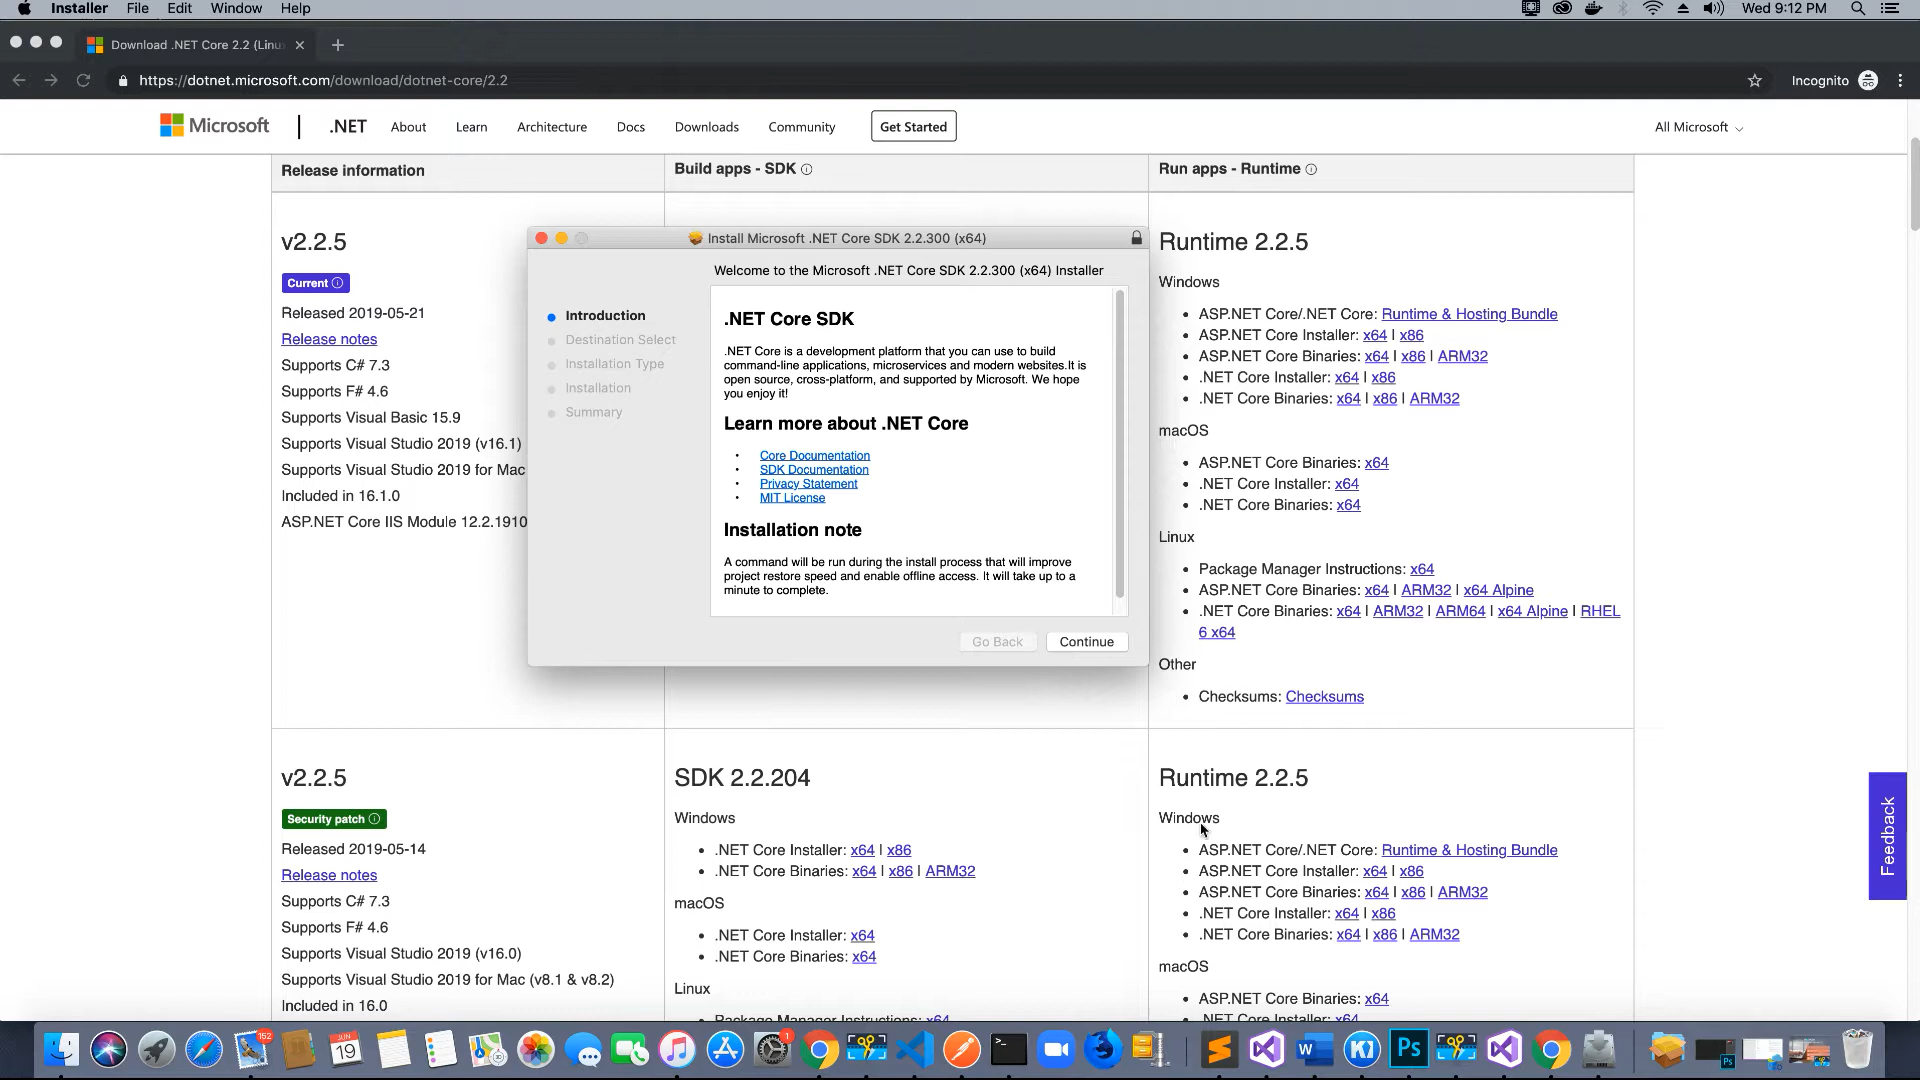 Installer File Edit Window Help Wed 9:12 PM
Download .NET Core 2.2 (Linu
https://dotnet.microsoft.com/download/dotnet-core/2.2
Incognito
Microsoft
.NET About Learn Architecture Docs Downloads Community Get Started
All Microsoft
Release information
Build apps - SDK
Run apps - Runtime
v2.2.5
Current
Released 2019-05-21
Release notes
Supports C# 7.3
Supports F# 4.6
Supports Visual Basic 15.9
Supports Visual Studio 2019 (v16.1)
Supports Visual Studio 2019 for Mac
Included in 16.1.0
ASP.NET Core IIS Module 12.2.1910
Install Microsoft .NET Core SDK 2.2.300 (x64)
Welcome to the Microsoft .NET Core SDK 2.2.300 (x64) Installer
Introduction
Destination Select
Installation Type
Installation
Summary
.NET Core SDK
.NET Core is a development platform that you can use to build
command-line applications, microservices and modern websites.It is
open source, cross-platform, and supported by Microsoft. We hope
you enjoy it!
Learn more about .NET Core
• Core Documentation
• SDK Documentation
• Privacy Statement
• MIT License
Installation note
A command will be run during the install process that will improve
project restore speed and enable offline access. It will take up to a
minute to complete.
Go Back
Continue
Runtime 2.2.5
Windows
• ASP.NET Core/.NET Core: Runtime & Hosting Bundle
• ASP.NET Core Installer: x64 | x86
• ASP.NET Core Binaries: x64 | x86 | ARM32
• .NET Core Installer: x64 | x86
• .NET Core Binaries: x64 | x86 | ARM32
macOS
• ASP.NET Core Binaries: x64
• .NET Core Installer: x64
• .NET Core Binaries: x64
Linux
• Package Manager Instructions: x64
• ASP.NET Core Binaries: x64 | ARM32 | x64 Alpine
• .NET Core Binaries: x64 | ARM32 | ARM64 | x64 Alpine | RHEL
6 x64
Other
• Checksums: Checksums
v2.2.5
Security patch
Released 2019-05-14
Release notes
Supports C# 7.3
Supports F# 4.6
Supports Visual Studio 2019 (v16.0)
Supports Visual Studio 2019 for Mac (v8.1 & v8.2)
Included in 16.0
SDK 2.2.204
Windows
• .NET Core Installer: x64 | x86
• .NET Core Binaries: x64 | x86 | ARM32
macOS
• .NET Core Installer: x64
• .NET Core Binaries: x64
Linux
Package Manager Instructions: x64
Runtime 2.2.5
Windows
• ASP.NET Core/.NET Core: Runtime & Hosting Bundle
• ASP.NET Core Installer: x64 | x86
• ASP.NET Core Binaries: x64 | x86 | ARM32
• .NET Core Installer: x64 | x86
• .NET Core Binaries: x64 | x86 | ARM32
macOS
• ASP.NET Core Binaries: x64
.NET Core Installer: x64
Feedback
162
JUN
19
1
W
Ps